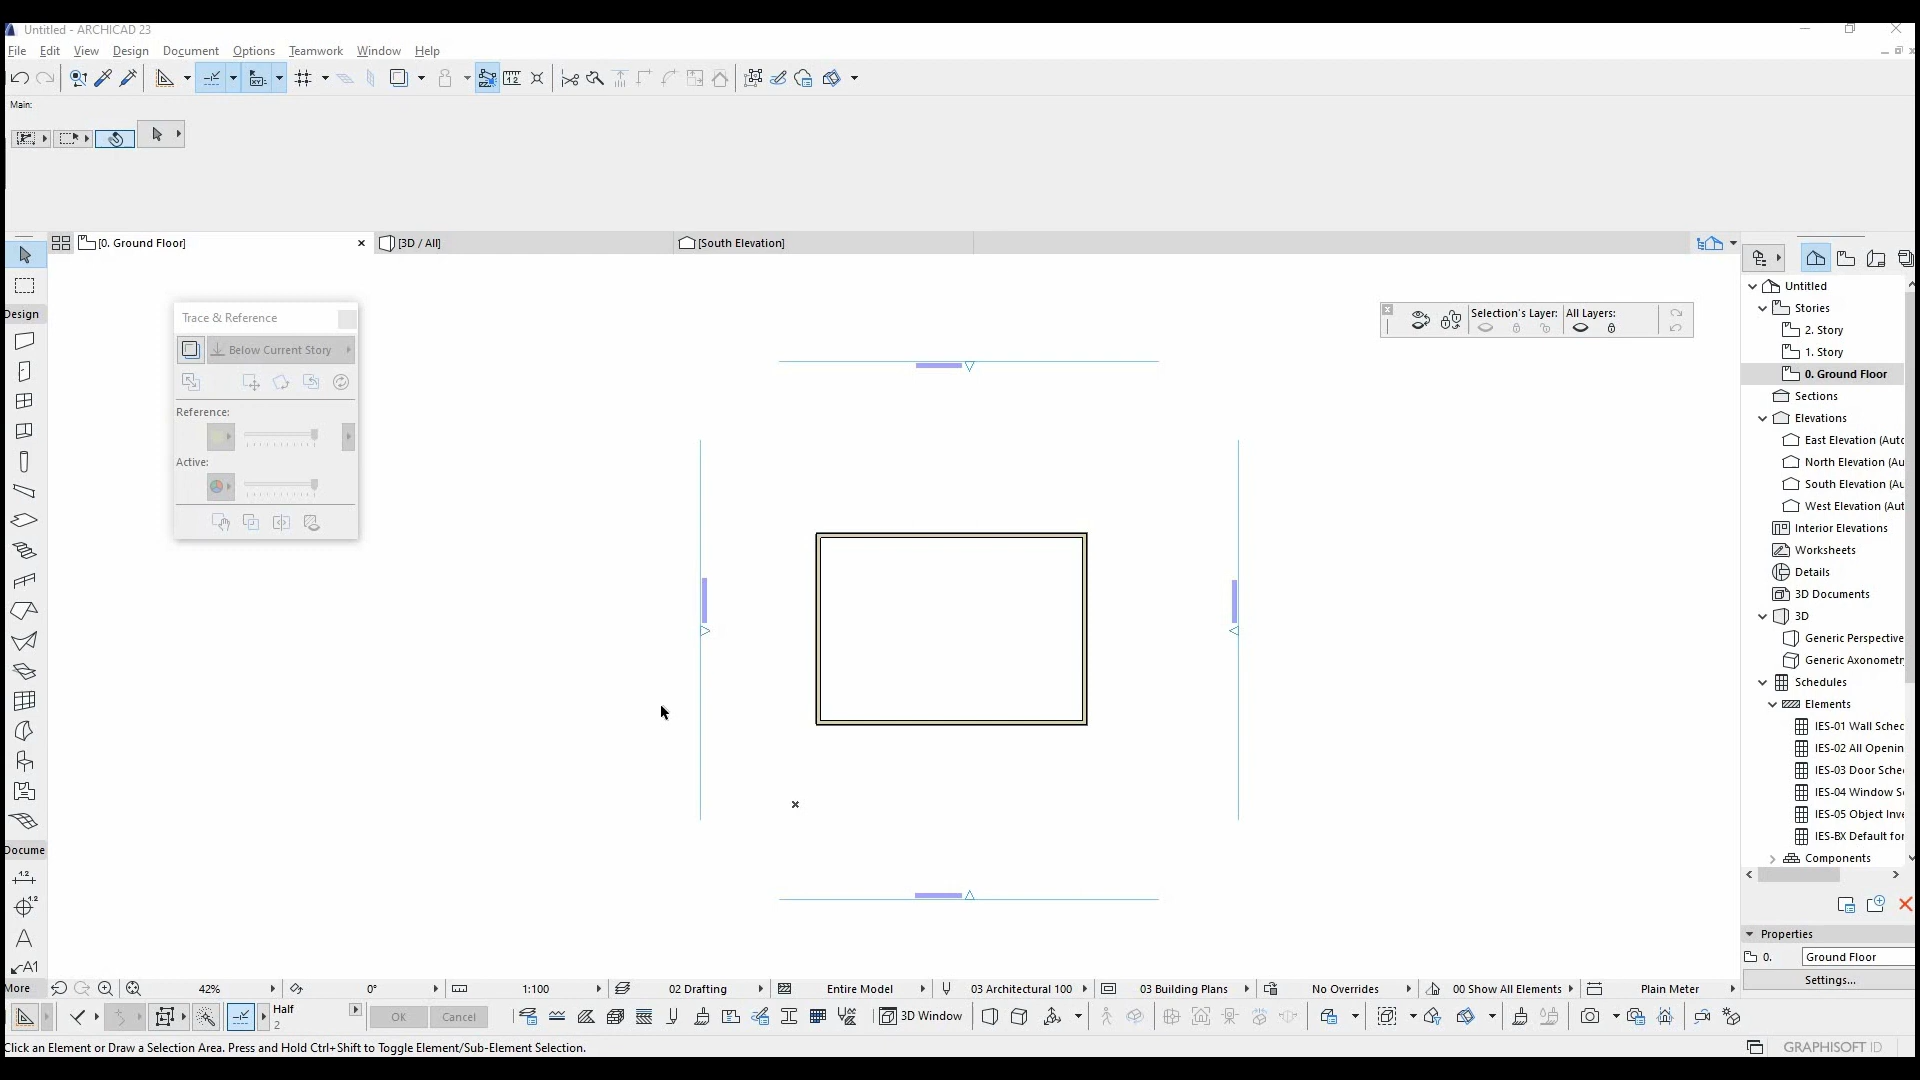 Untitled - ARCHICAD 23
File Edit View Design Document Options Teamwork Window Help
Main:
[0. Ground Floor]
[3D / All]
[South Elevation]
Design
Trace & Reference
Below Current Story
Reference:
Active:
Selection's Layer:
All Layers:
Untitled
Stories
2. Story
1. Story
0. Ground Floor
Sections
Elevations
East Elevation (Auto
North Elevation (Au
South Elevation (Au
West Elevation (Aut
Interior Elevations
Worksheets
Details
3D Documents
3D
Generic Perspective
Generic Axonometr
Schedules
Elements
IES-01 Wall Sched
IES-02 All Openin
IES-03 Door Sche
IES-04 Window S
IES-05 Object Inve
IES-BX Default for
Components
Docume
1.2
1.2
A
A1
More
Properties
0. Ground Floor
Settings...
42% 0° 1:100 02 Drafting Entire Model 03 Architectural 100 03 Building Plans No Overrides 00 Show All Elements Plain Meter
Half
2
OK
Cancel
3D Window
Click an Element or Draw a Selection Area. Press and Hold Ctrl+Shift to Toggle Element/Sub-Element Selection.
GRAPHISOFT ID